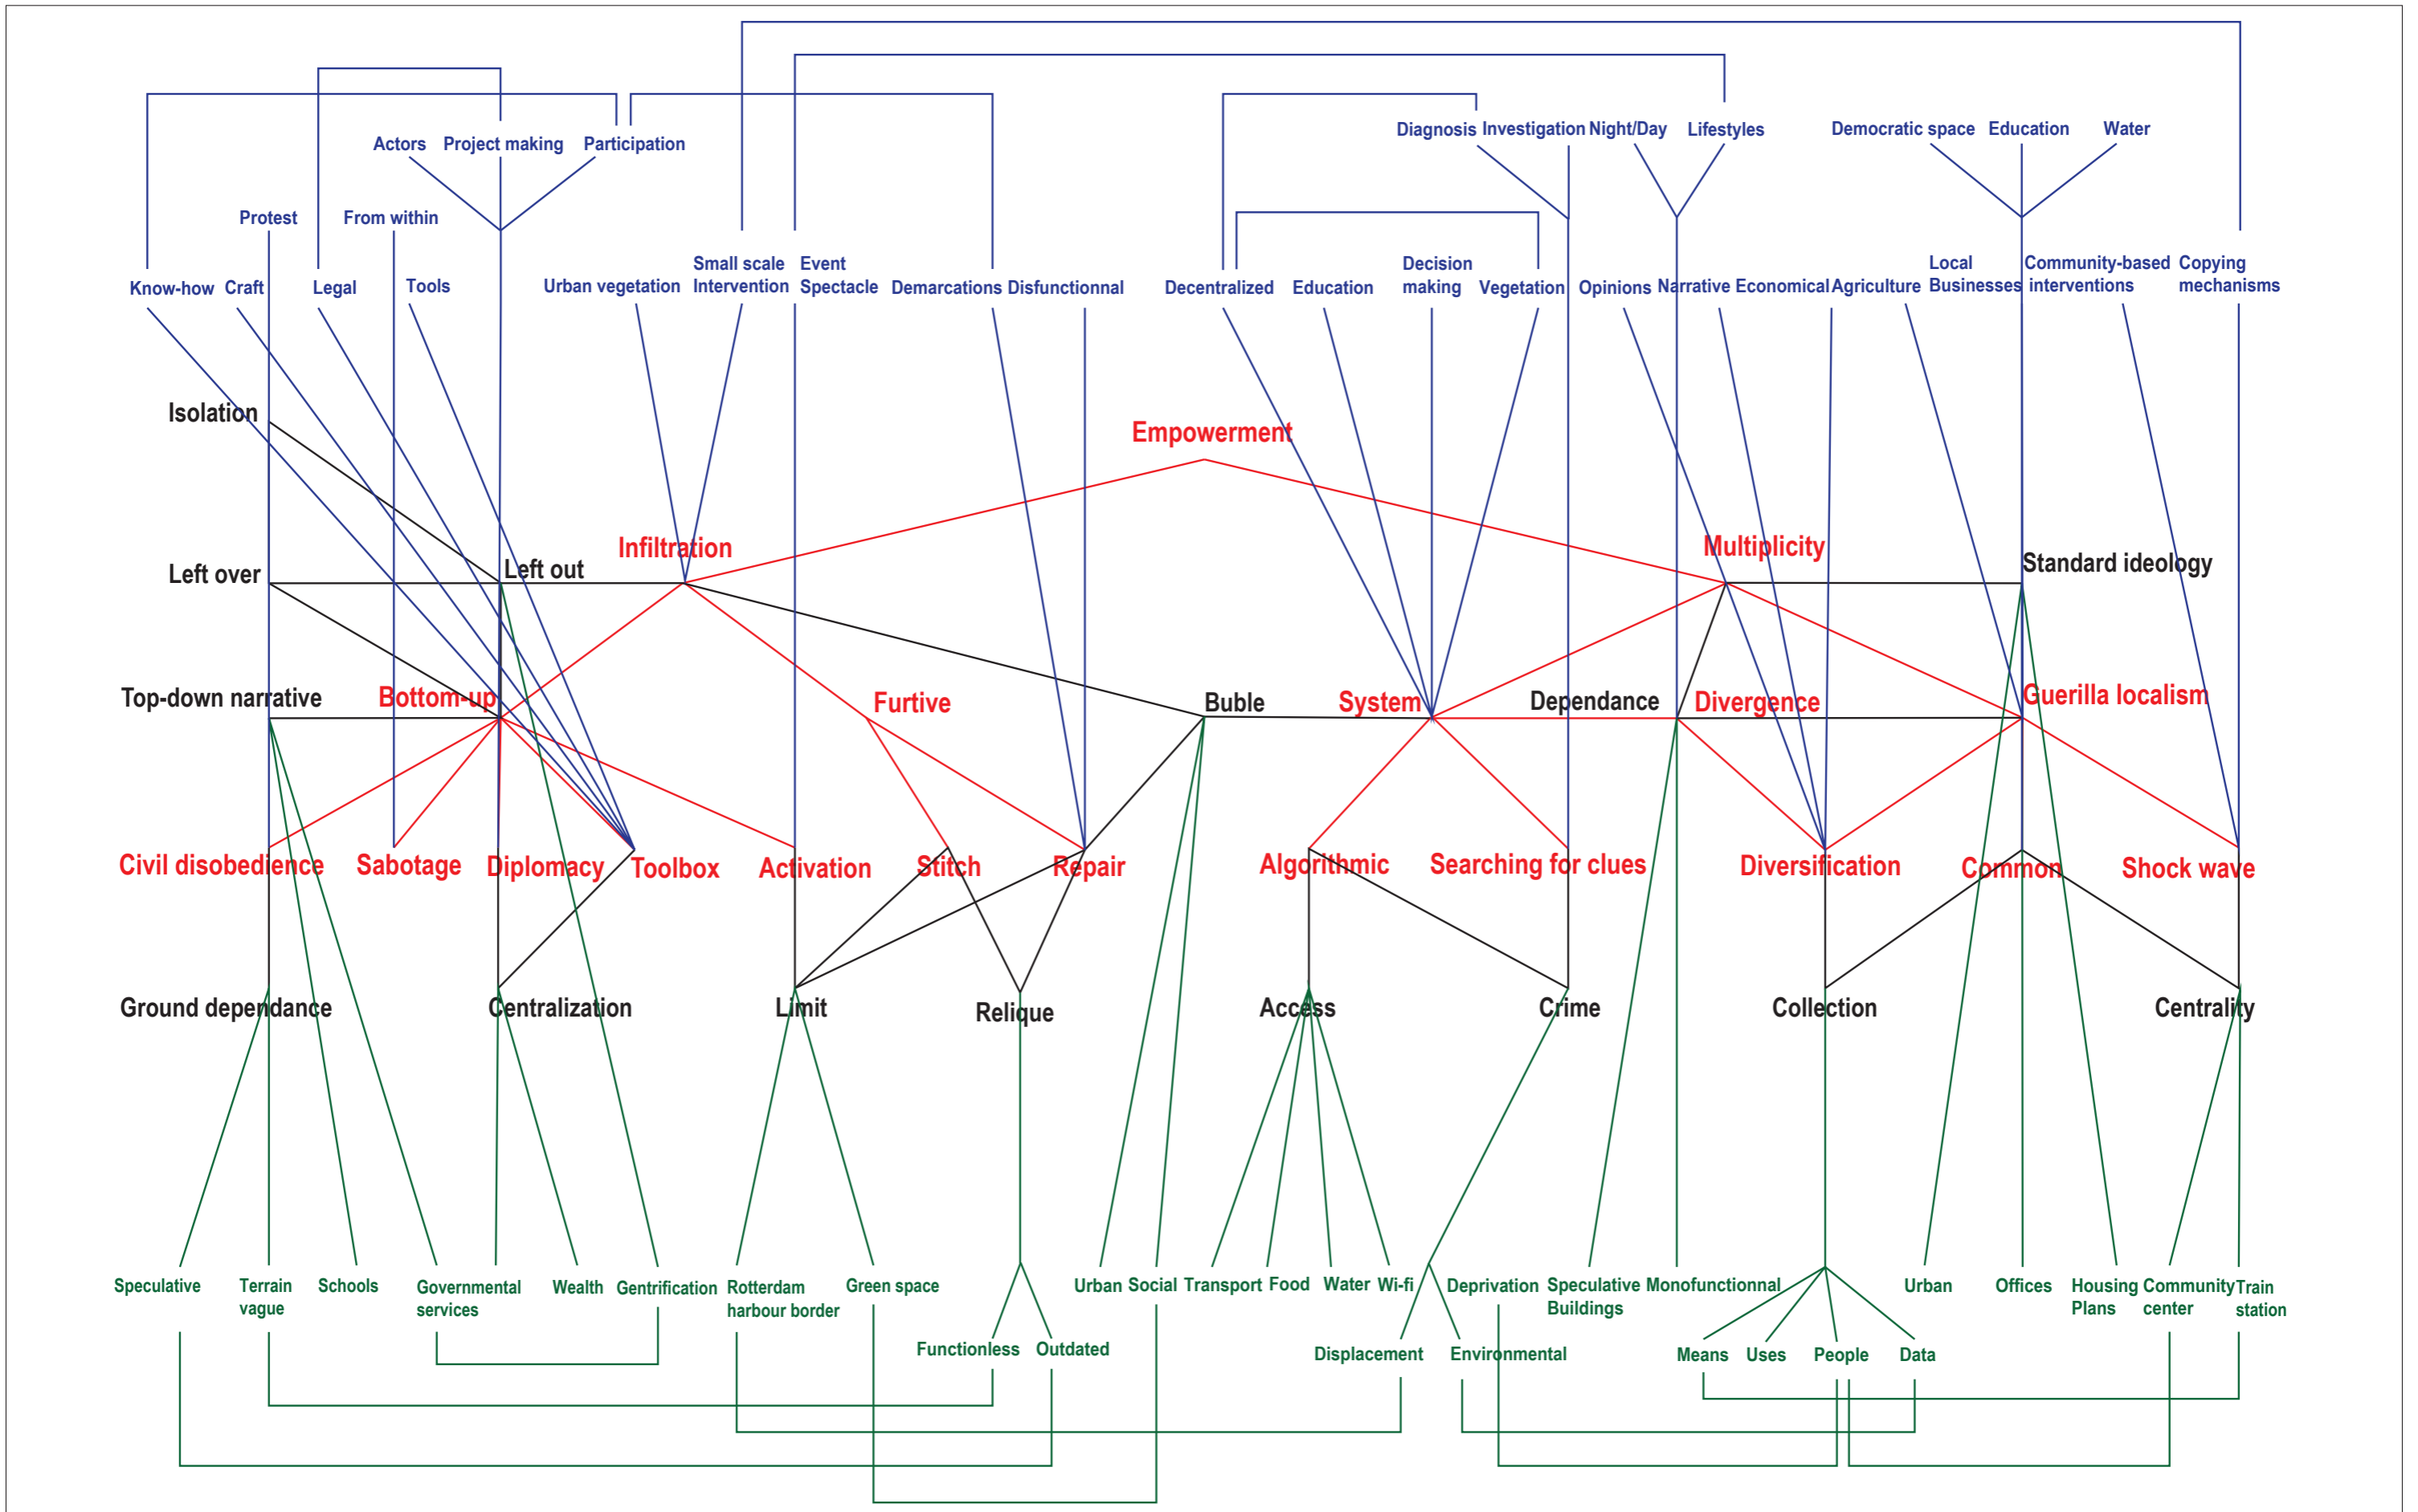 Diagnosis Investigation Night/Day Lifestyles Democratic space Education Water
Actors Project making Participation
Protest From within
Small scale Event Decision Local Community-based Copying
Know-how Craft Legal Tools Urban vegetation Intervention Spectacle Demarcations Disfunctionnal Decentralized Education making Vegetation Opinions Narrative Economical Agriculture Businesses interventions mechanisms
Isolation
Empowerment
Infiltration Multiplicity
Left over Left out Standard ideology
Top-down narrative Bottom-up Furtive Buble System Dependance Divergence Guerilla localism
Civil disobedience Sabotage Diplomacy Toolbox Activation Stitch Repair Algorithmic Searching for clues Diversification Common Shock wave
Ground dependance Centralization Limit Relique Access Crime Collection Centrality
Speculative Terrain Schools Governmental Wealth Gentrification Rotterdam Green space Urban Social Transport Food Water Wi-fi Deprivation Speculative Monofunctionnal Urban Offices Housing Community Train
vague services harbour border Buildings Plans center station
Functionless Outdated Displacement Environmental Means Uses People Data